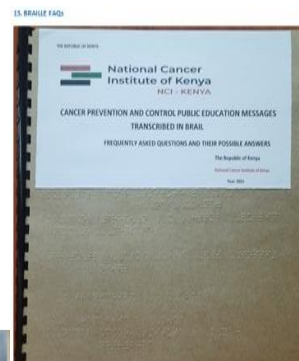 15. BRAILLE FAQs
THE REPUBLIC OF KENYA
National Cancer
Institute of Kenya
NCI - KENYA
CANCER PREVENTION AND CONTROL PUBLIC EDUCATION MESSAGES
TRANSCRIBED IN BRAIL
FREQUENTLY ASKED QUESTIONS AND THEIR POSSIBLE ANSWERS
The Republic of Kenya
National Cancer Institute of Kenya